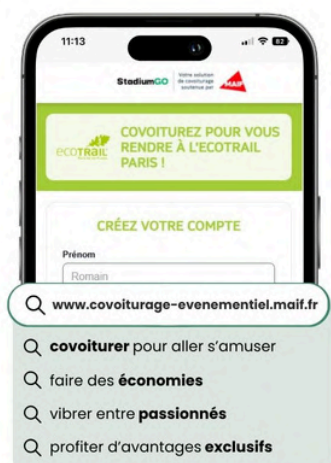 11:13
82
StadiumGO
Votre solution
de covoiturage
soutenue par
MAIF
ecoTRAIL
COVOITUREZ POUR VOUS
RENDRE À L'ECOTRAIL
PARIS !
CRÉEZ VOTRE COMPTE
Prénom
Romain
www.covoiturage-evenementiel.maif.fr
covoiturer pour aller s'amuser
faire des économies
vibrer entre passionnés
profiter d'avantages exclusifs